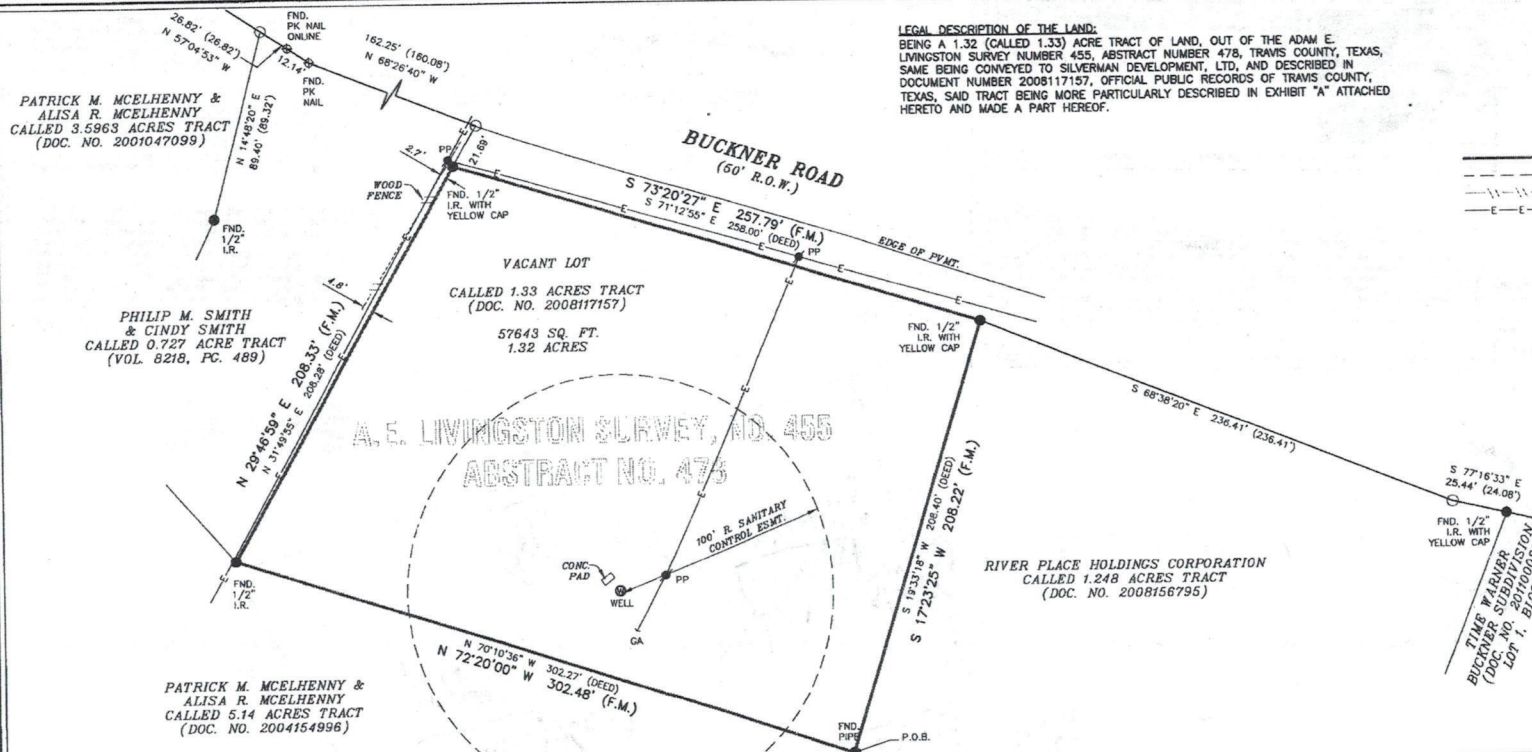 26.82' (26.82')
N 57°04'53" W
FND.
PK NAIL
ONLINE
12.14'
FND.
PK
NAIL
162.25' (160.08')
N 68°26'40" W
LEGAL DESCRIPTION OF THE LAND:
BEING A 1.32 (CALLED 1.33) ACRE TRACT OF LAND, OUT OF THE ADAM E.
LIVINGSTON SURVEY NUMBER 455, ABSTRACT NUMBER 478, TRAVIS COUNTY, TEXAS,
SAME BEING CONVEYED TO SILVERMAN DEVELOPMENT, LTD, AND DESCRIBED IN
DOCUMENT NUMBER 2008117157, OFFICIAL PUBLIC RECORDS OF TRAVIS COUNTY,
TEXAS, SAID TRACT BEING MORE PARTICULARLY DESCRIBED IN EXHIBIT "A" ATTACHED
HERETO AND MADE A PART HEREOF.
PATRICK M. MCELHENNY &
ALISA R. MCELHENNY
CALLED 3.5963 ACRES TRACT
(DOC. NO. 2001047099)
N 14°48'20" E
89.40' (89.32')
FND.
1/2"
I.R.
2.7'
PP
21.69'
WOOD
FENCE
FND. 1/2"
I.R. WITH
YELLOW CAP
BUCKNER ROAD
(60' R.O.W.)
S 73°20'27" E 257.79' (F.M.)
S 71°12'55" E 258.00' (DEED)
PP
EDGE OF PVMT.
E
E
E
E
E
VACANT LOT
CALLED 1.33 ACRES TRACT
(DOC. NO. 2008117157)
57643 SQ. FT.
1.32 ACRES
4.8'
PHILIP M. SMITH
& CINDY SMITH
CALLED 0.727 ACRE TRACT
(VOL. 8218, PG. 489)
N 29°46'59" E 208.33' (F.M.)
N 31°49'55" E 208.28' (DEED)
FND. 1/2"
I.R. WITH
YELLOW CAP
S 68°38'20" E 236.41' (236.41')
A. E. LIVINGSTON SURVEY, NO. 455
ABSTRACT NO. 478
S 19°33'18" W 208.40' (DEED)
S 17°23'25" W 208.22' (F.M.)
S 77°16'33" E
25.44' (24.08')
FND. 1/2"
I.R. WITH
YELLOW CAP
100' R SANITARY
CONTROL ESMT.
CONC.
PAD
W
WELL
PP
GA
FND.
1/2"
I.R.
RIVER PLACE HOLDINGS CORPORATION
CALLED 1.248 ACRES TRACT
(DOC. NO. 2008156795)
TIME WARNER
BUCKNER SUBDIVISION
(DOC. NO.
LOT 1,
N 70°10'36" W 302.27' (DEED)
N 72°20'00" W 302.48' (F.M.)
PATRICK M. MCELHENNY &
ALISA R. MCELHENNY
CALLED 5.14 ACRES TRACT
(DOC. NO. 2004154996)
FND.
PIPE
P.O.B.